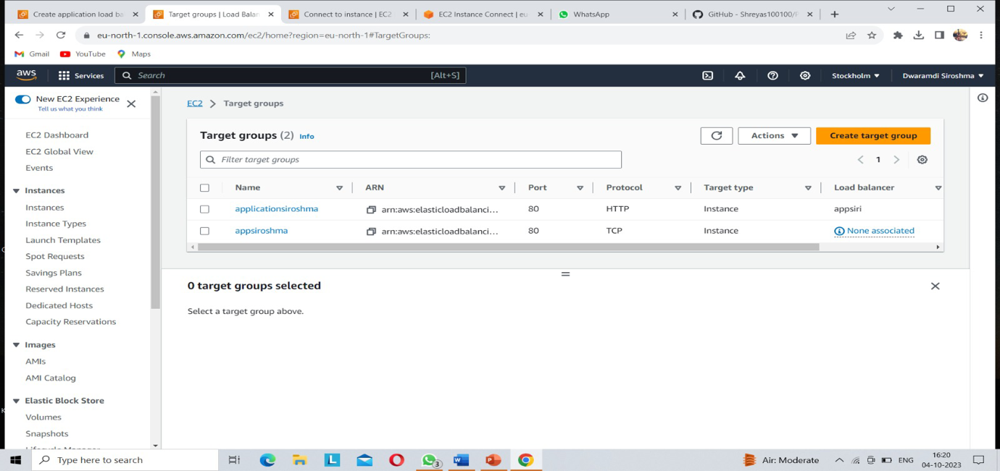 Create application load ba
Target groups | Load Balan
Connect to instance | EC2
EC2 Instance Connect | eu
WhatsApp
GitHub - Shreyas100100/
eu-north-1.console.aws.amazon.com/ec2/home?region=eu-north-1#TargetGroups:
Gmail YouTube Maps
aws Services Search [Alt+S] Stockholm Dwaramdi Siroshma
New EC2 Experience
Tell us what you think
EC2 Dashboard
EC2 Global View
Events
Instances
Instances
Instance Types
Launch Templates
Spot Requests
Savings Plans
Reserved Instances
Dedicated Hosts
Capacity Reservations
Images
AMIs
AMI Catalog
Elastic Block Store
Volumes
Snapshots
Lifecycle Manager
EC2 > Target groups
Target groups (2) Info
Actions
Create target group
Filter target groups
1
Name ARN Port Protocol Target type Load balancer
applicationsiroshma arn:aws:elasticloadbalanci... 80 HTTP Instance appsiri
appsiroshma arn:aws:elasticloadbalanci... 80 TCP Instance None associated
0 target groups selected
Select a target group above.
Type here to search
L
3
Air: Moderate
ENG
16:20
04-10-2023